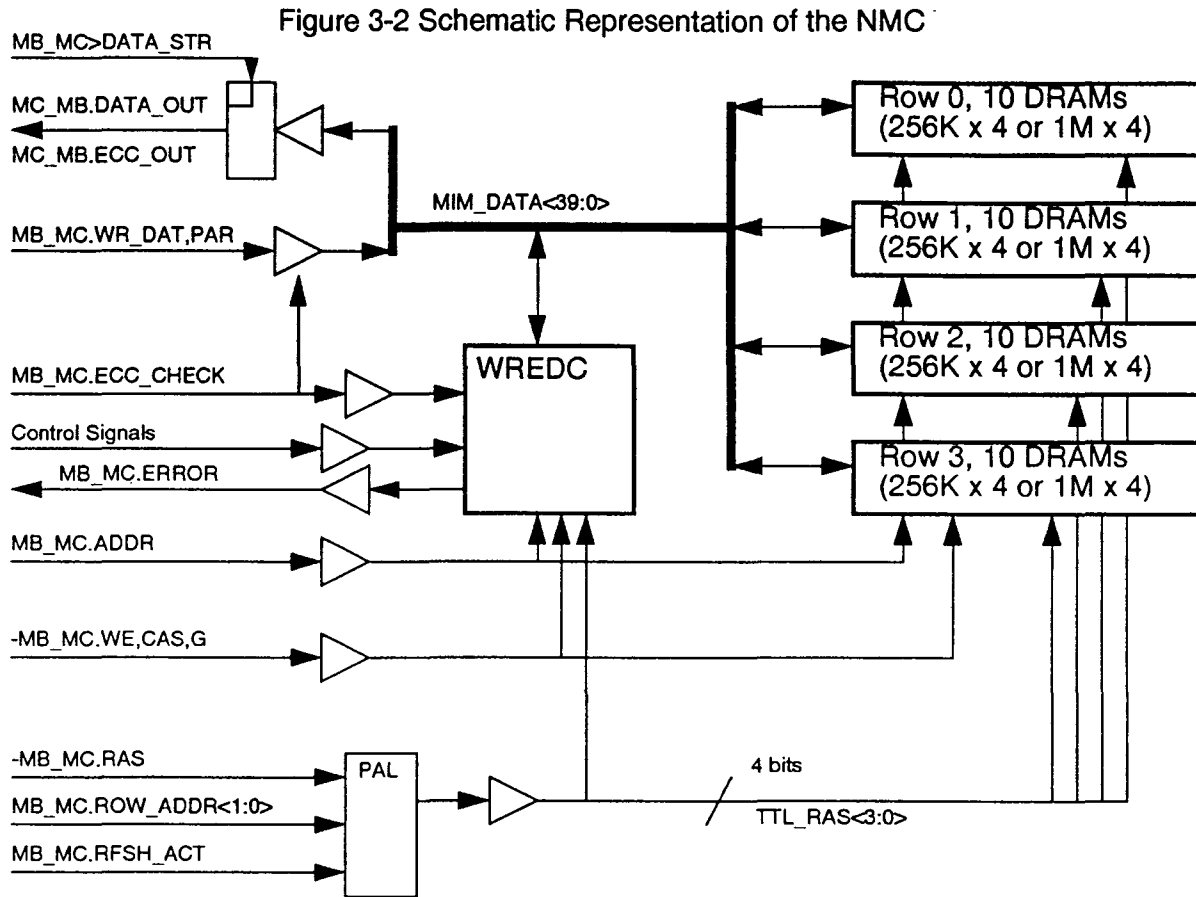 Figure 3-2 Schematic Representation of the NMC
MB_MC>DATA_STR
MC_MB.DATA_OUT
MC_MB.ECC_OUT
MB_MC.WR_DAT,PAR
MIM_DATA<39:0>
Row 0, 10 DRAMs
(256K x 4 or 1M x 4)
Row 1, 10 DRAMs
(256K x 4 or 1M x 4)
Row 2, 10 DRAMs
(256K x 4 or 1M x 4)
Row 3, 10 DRAMs
(256K x 4 or 1M x 4)
WREDC
MB_MC.ECC_CHECK
Control Signals
MB_MC.ERROR
MB_MC.ADDR
-MB_MC.WE,CAS,G
-MB_MC.RAS
MB_MC.ROW_ADDR<1:0>
MB_MC.RFSH_ACT
PAL
4 bits
TTL_RAS<3:0>